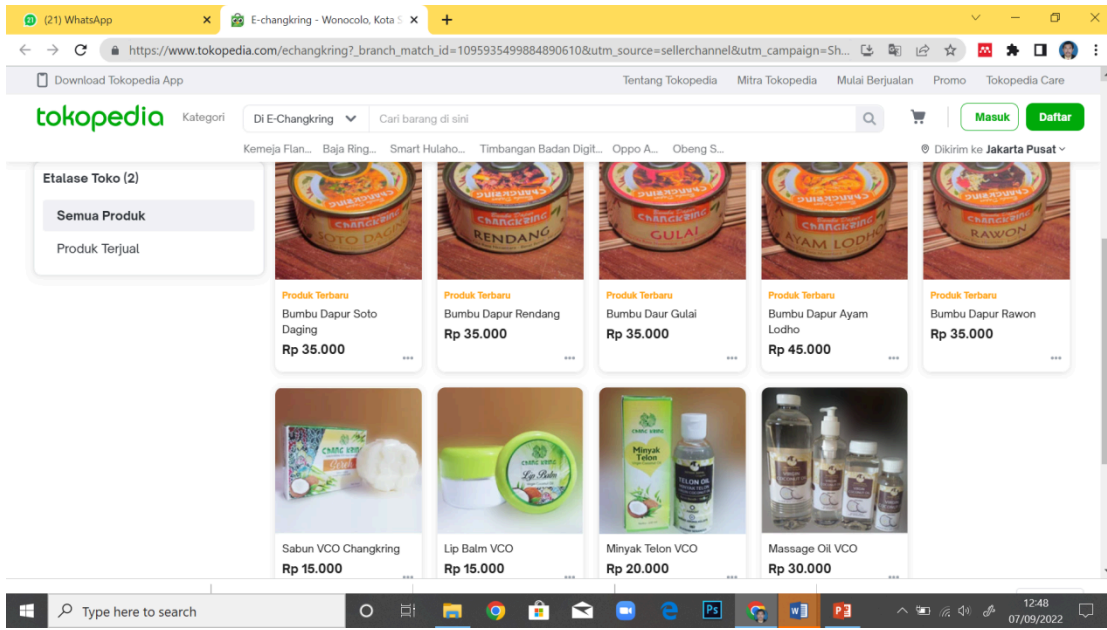 (21) WhatsApp
E-changkring - Wonocolo, Kota S
https://www.tokopedia.com/echangkring?_branch_match_id=1095935499884890610&utm_source=sellerchannel&utm_campaign=Sh...
Download Tokopedia App
Tentang Tokopedia Mitra Tokopedia Mulai Berjualan Promo Tokopedia Care
tokopedia Kategori Di E-Changkring Cari barang di sini Masuk Daftar
Kemeja Flan... Baja Ring... Smart Hulaho... Timbangan Badan Digit... Oppo A... Obeng S...
Dikirim ke Jakarta Pusat
Etalase Toko (2)
Semua Produk
Produk Terjual
CHANGKRING
SOTO DAGING
CHANGKRING
RENDANG
CHANGKRING
GULAI
CHANGKRING
AYAM LODHO
CHANGKRING
RAWON
Produk Terbaru
Bumbu Dapur Soto
Daging
Rp 35.000
Produk Terbaru
Bumbu Dapur Rendang
Rp 35.000
Produk Terbaru
Bumbu Daur Gulai
Rp 35.000
Produk Terbaru
Bumbu Dapur Ayam
Lodho
Rp 45.000
Produk Terbaru
Bumbu Dapur Rawon
Rp 35.000
CHANG KRING
CHANG KRING
Lip Balm
CHANG KRING
Minyak
Telon
TELON OIL
Sabun VCO Changkring
Rp 15.000
Lip Balm VCO
Rp 15.000
Minyak Telon VCO
Rp 20.000
Massage Oil VCO
Rp 30.000
Type here to search
12:48
07/09/2022